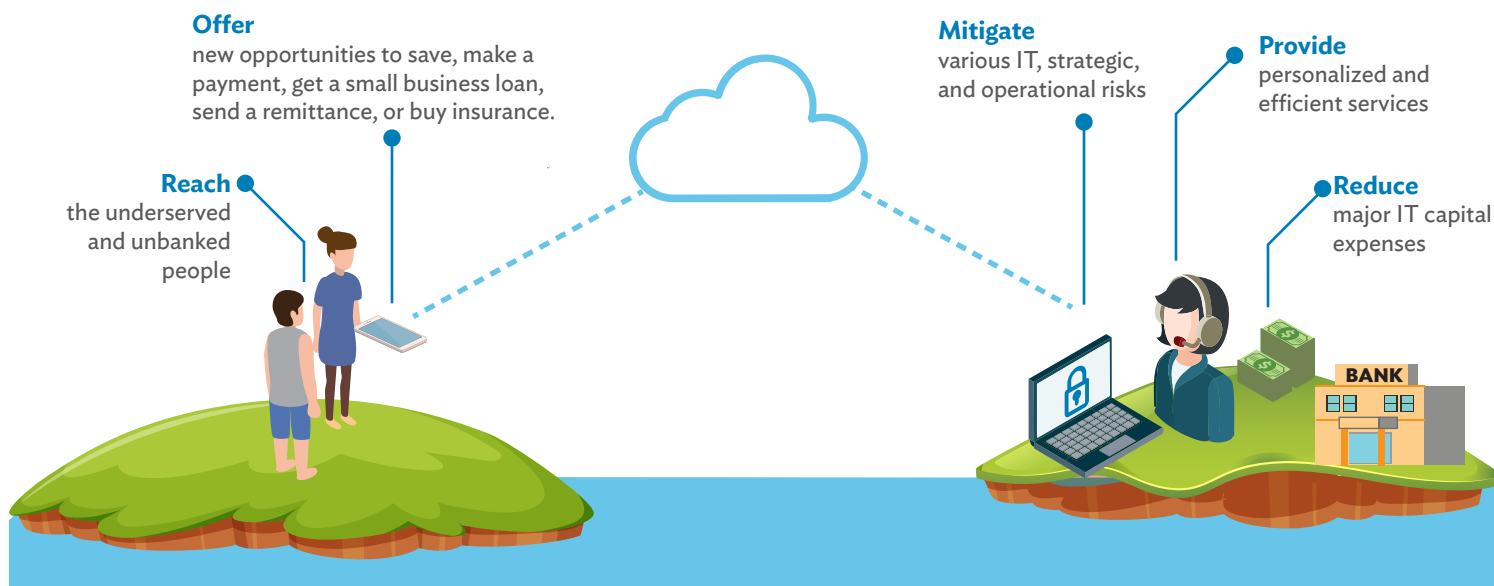 Offer
new opportunities to save, make a
payment, get a small business loan,
send a remittance, or buy insurance.
Reach
the underserved
and unbanked
people
Mitigate
various IT, strategic,
and operational risks
Provide
personalized and
efficient services
Reduce
major IT capital
expenses
$
$
BANK